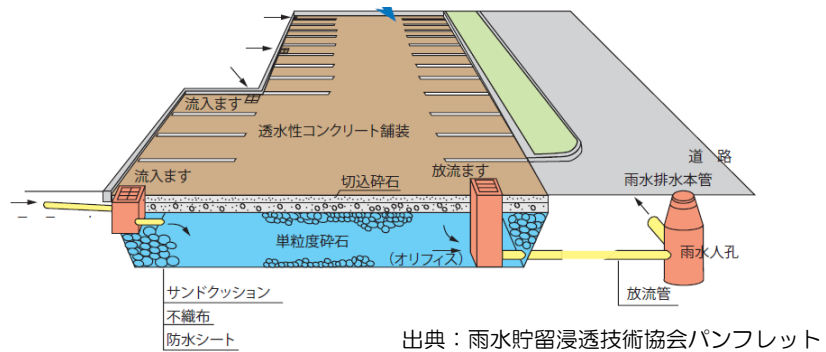 流入ます
透水性コンクリート舗装
道 路
流入ます
放流ます
切込砕石
雨水排水本管
単粒度砕石
(オリフィス)
雨水人孔
放流管
サンドクッション
不織布
防水シート
出典：雨水貯留浸透技術協会パンフレット